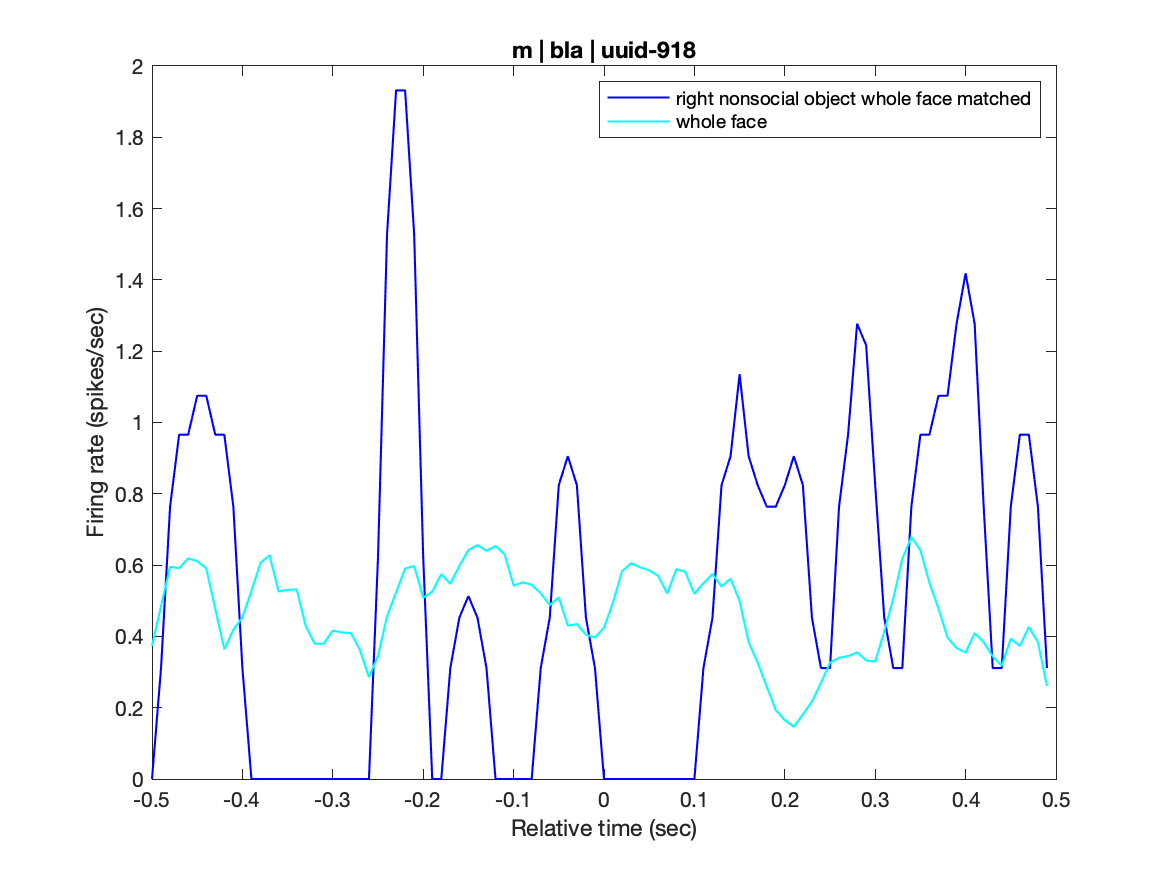 m | bla | uuid-918
right nonsocial object whole face matched
whole face
Firing rate (spikes/sec)
2
1.8
1.6
1.4
1.2
1
0.8
0.6
0.4
0.2
0
-0.5 -0.4 -0.3 -0.2 -0.1 0 0.1 0.2 0.3 0.4 0.5
Relative time (sec)